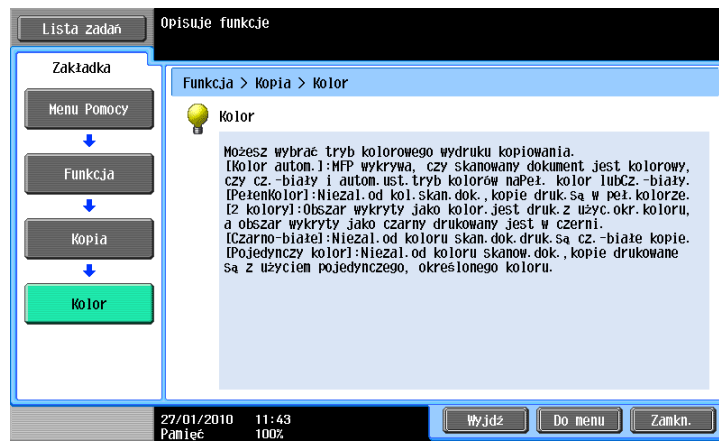 Lista zadań
Opisuje funkcje
Zakładka
Menu Pomocy
Funkcja
Kopia
Kolor
Funkcja > Kopia > Kolor
Kolor
Możesz wybrać tryb kolorowego wydruku kopiowania.
[Kolor autom.]:MFP wykrywa, czy skanowany dokument jest kolorowy,
czy cz.-biały i autom.ust.tryb kolorów naPeł. kolor lubCz.-biały.
[PełenKolor]:Niezal.od kol.skan.dok.,kopie druk.są w peł.kolorze.
[2 kolory]:Obszar wykryty jako kolor.jest druk.z użyc.okr.koloru,
a obszar wykryty jako czarny drukowany jest w czerni.
[Czarno-białe]:Niezal.od koloru skan.dok.druk.są cz.-białe kopie.
[Pojedynczy kolor]:Niezal.od koloru skanow.dok.,kopie drukowane
są z użyciem pojedynczego, określonego koloru.
27/01/2010 11:43
Pamięć 100%
Wyjdź
Do menu
Zamkn.